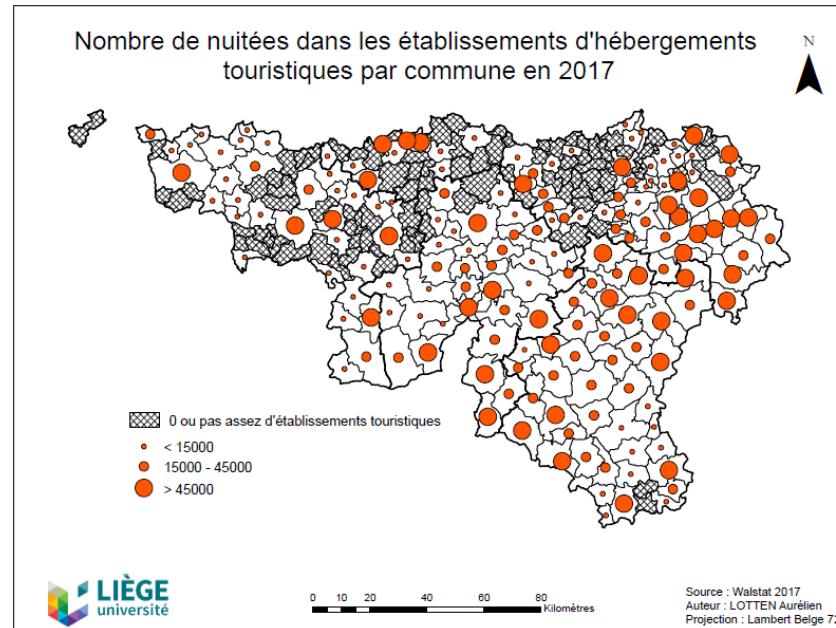 Nombre de nuitées dans les établissements d'hébergements
touristiques par commune en 2017
N
0 ou pas assez d'établissements touristiques
< 15000
15000 - 45000
> 45000
LIÈGE
université
0 10 20 40 60 80
Kilomètres
Source : Walstat 2017
Auteur : LOTTEN Aurélien
Projection : Lambert Belge 72